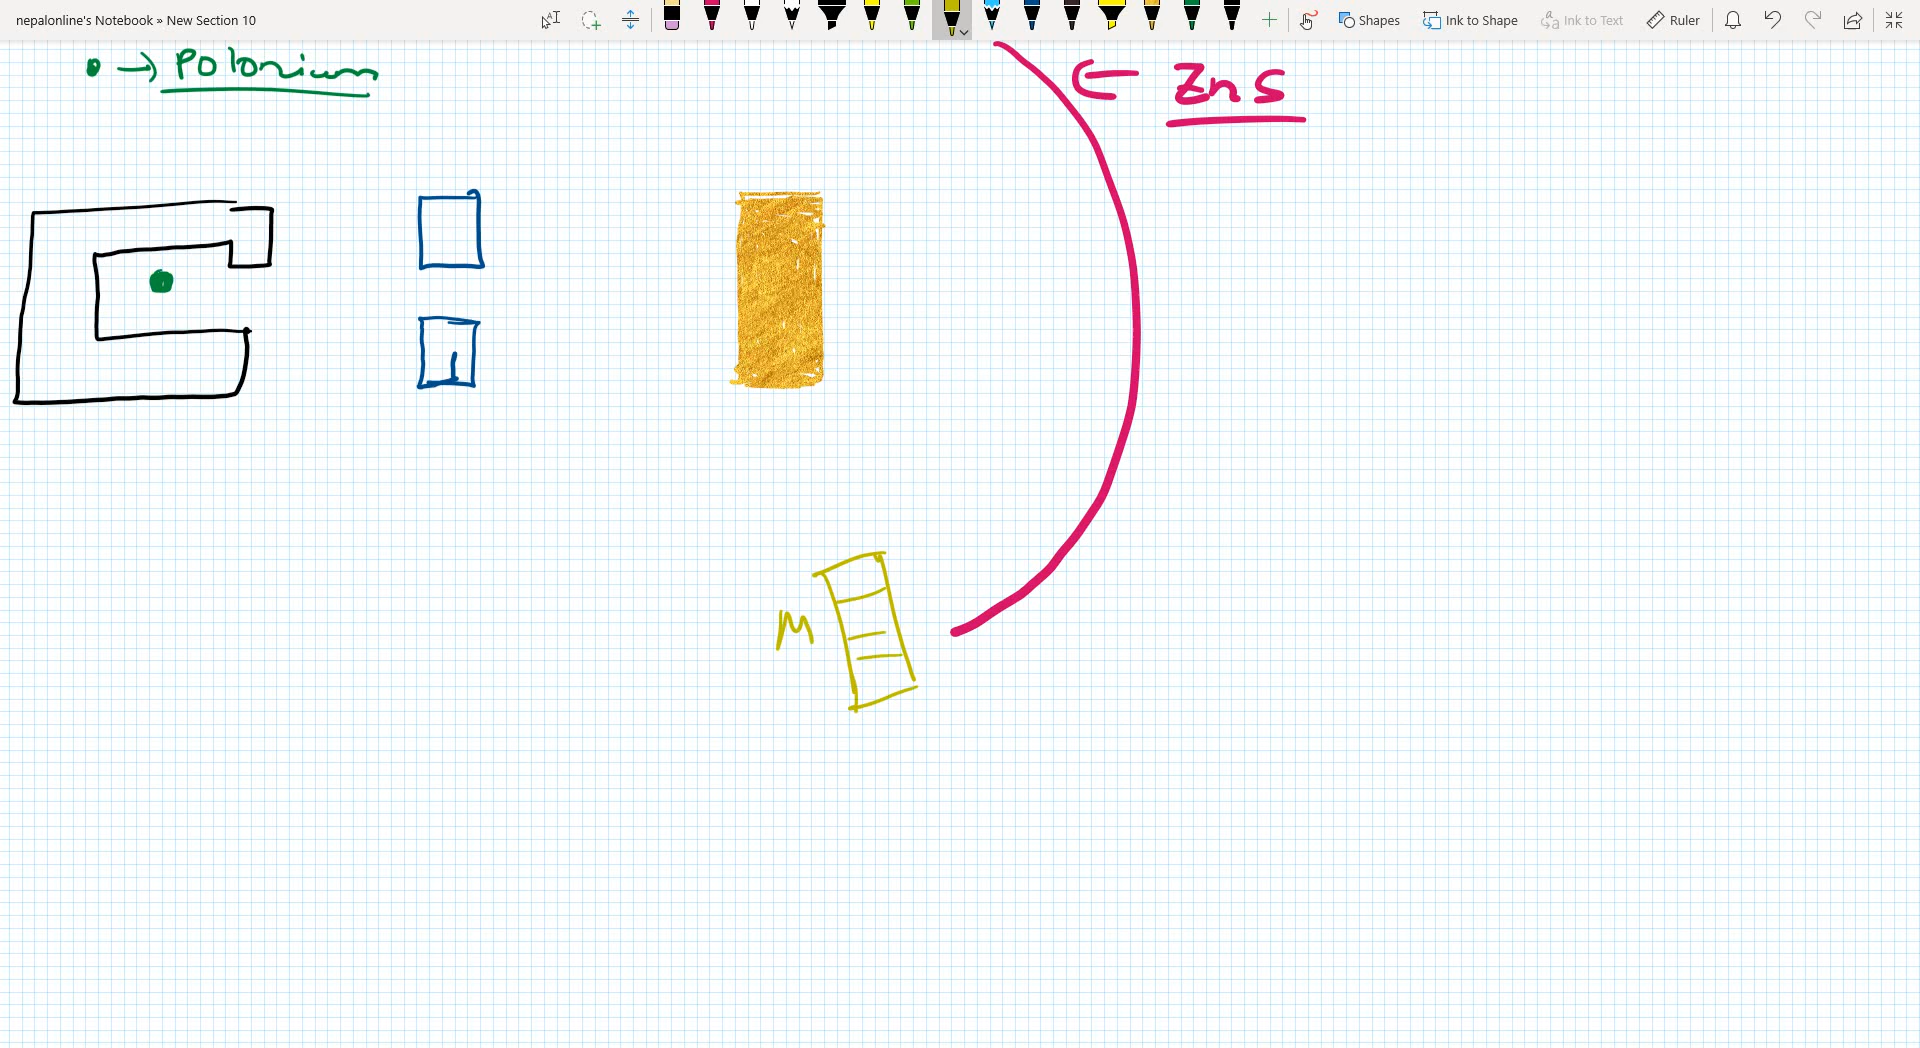 nepalonline's Notebook » New Section 10
Shapes
Ink to Shape
Ink to Text
Ruler
→ Polonium
ZnS
M